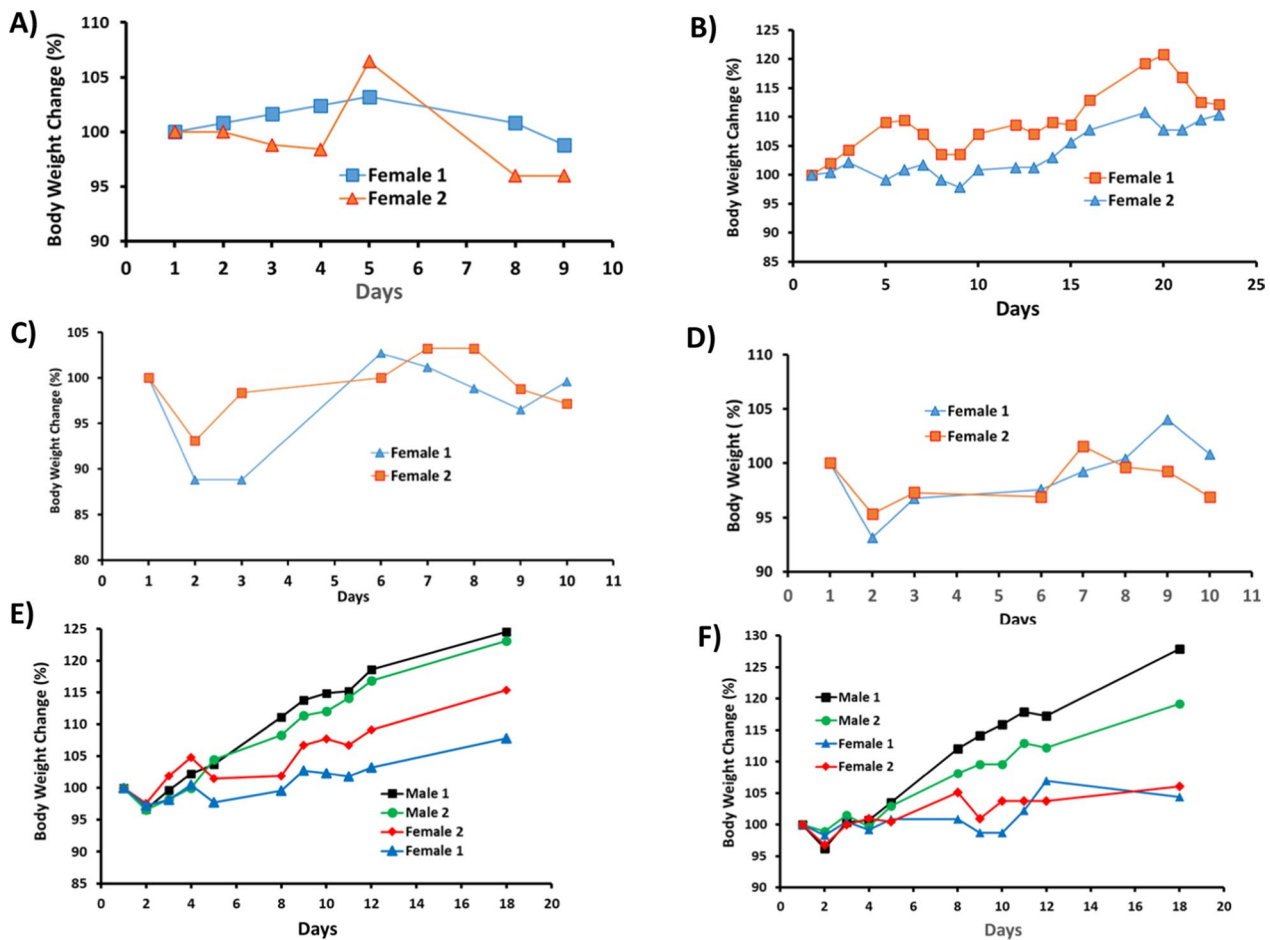 A)
Body Weight Change (%)
110
105
100
95
90
0 1 2 3 4 5 6 7 8 9 10
Days
Female 1
Female 2
B)
Body Weight Cahnge (%)
125
120
115
110
105
100
95
90
85
0 5 10 15 20 25
Days
Female 1
Female 2
C)
Body Weight Change (%)
105
100
95
90
85
80
0 1 2 3 4 5 6 7 8 9 10 11
Days
Female 1
Female 2
D)
Body Weight ( %)
110
105
100
95
90
0 1 2 3 4 5 6 7 8 9 10 11
Days
Female 1
Female 2
E)
Body Weight Change (%)
125
120
115
110
105
100
95
90
85
0 2 4 6 8 10 12 14 16 18 20
Days
Male 1
Male 2
Female 2
Female 1
F)
Body Weight Change (%)
130
125
120
115
110
105
100
95
90
0 2 4 6 8 10 12 14 16 18 20
Days
Male 1
Male 2
Female 1
Female 2